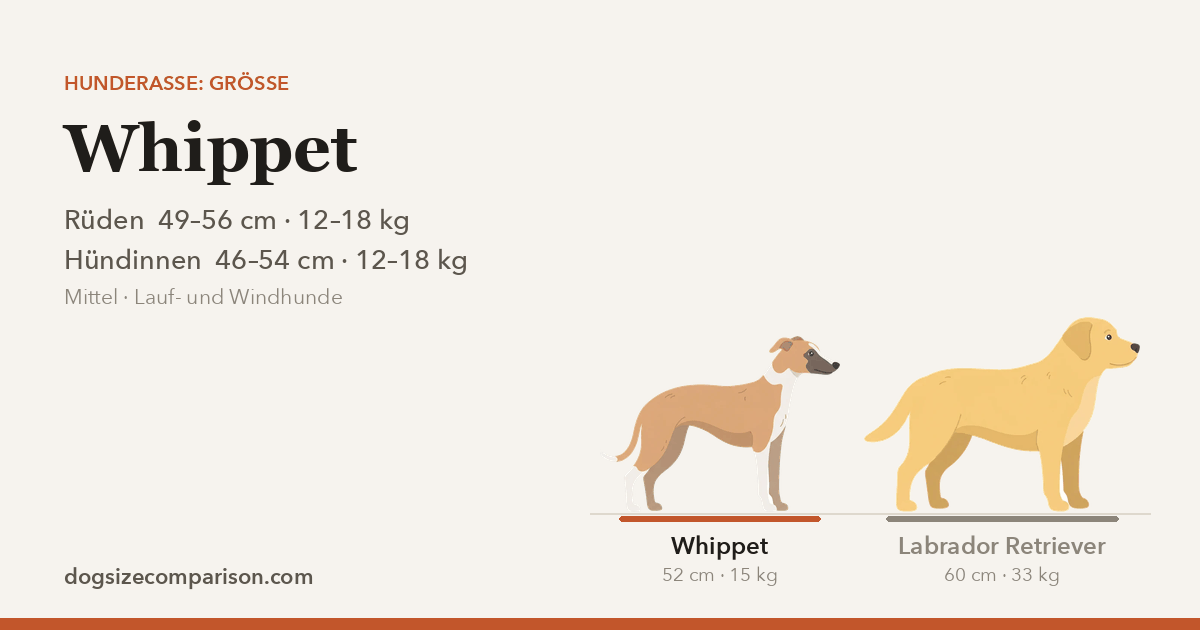 HUNDERASSE: GRÖSSE
Whippet
Rüden 49–56 cm · 12–18 kg
Hündinnen 46–54 cm · 12–18 kg
Mittel · Lauf- und Windhunde
Whippet
52 cm · 15 kg
Labrador Retriever
60 cm · 33 kg
dogsizecomparison.com